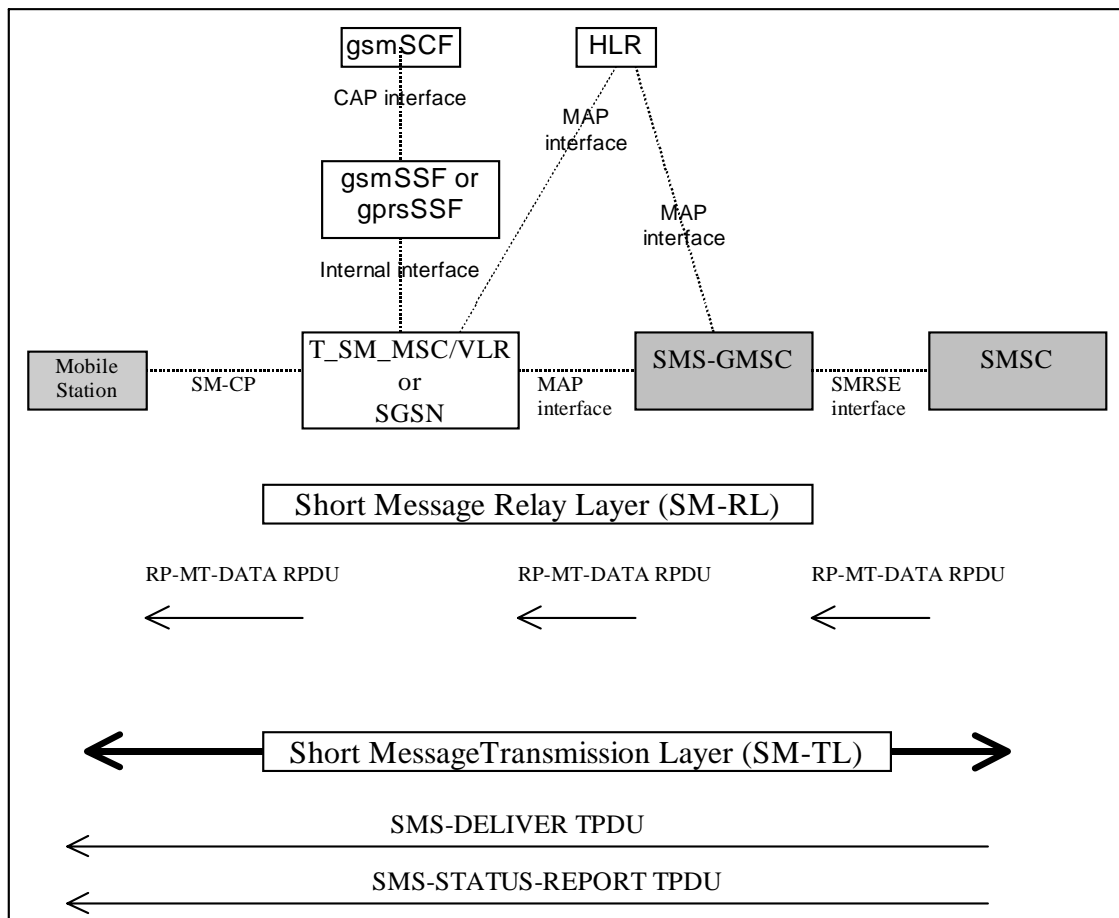 gsmSCF
HLR
CAP interface
MAP
interface
gsmSSF or
gprsSSF
MAP
interface
Internal interface
Mobile
Station
SM-CP
T_SM_MSC/VLR
or
SGSN
MAP
interface
SMS-GMSC
SMRSE
interface
SMSC
Short Message Relay Layer (SM-RL)
RP-MT-DATA RPDU
RP-MT-DATA RPDU
RP-MT-DATA RPDU
Short MessageTransmission Layer (SM-TL)
SMS-DELIVER TPDU
SMS-STATUS-REPORT TPDU